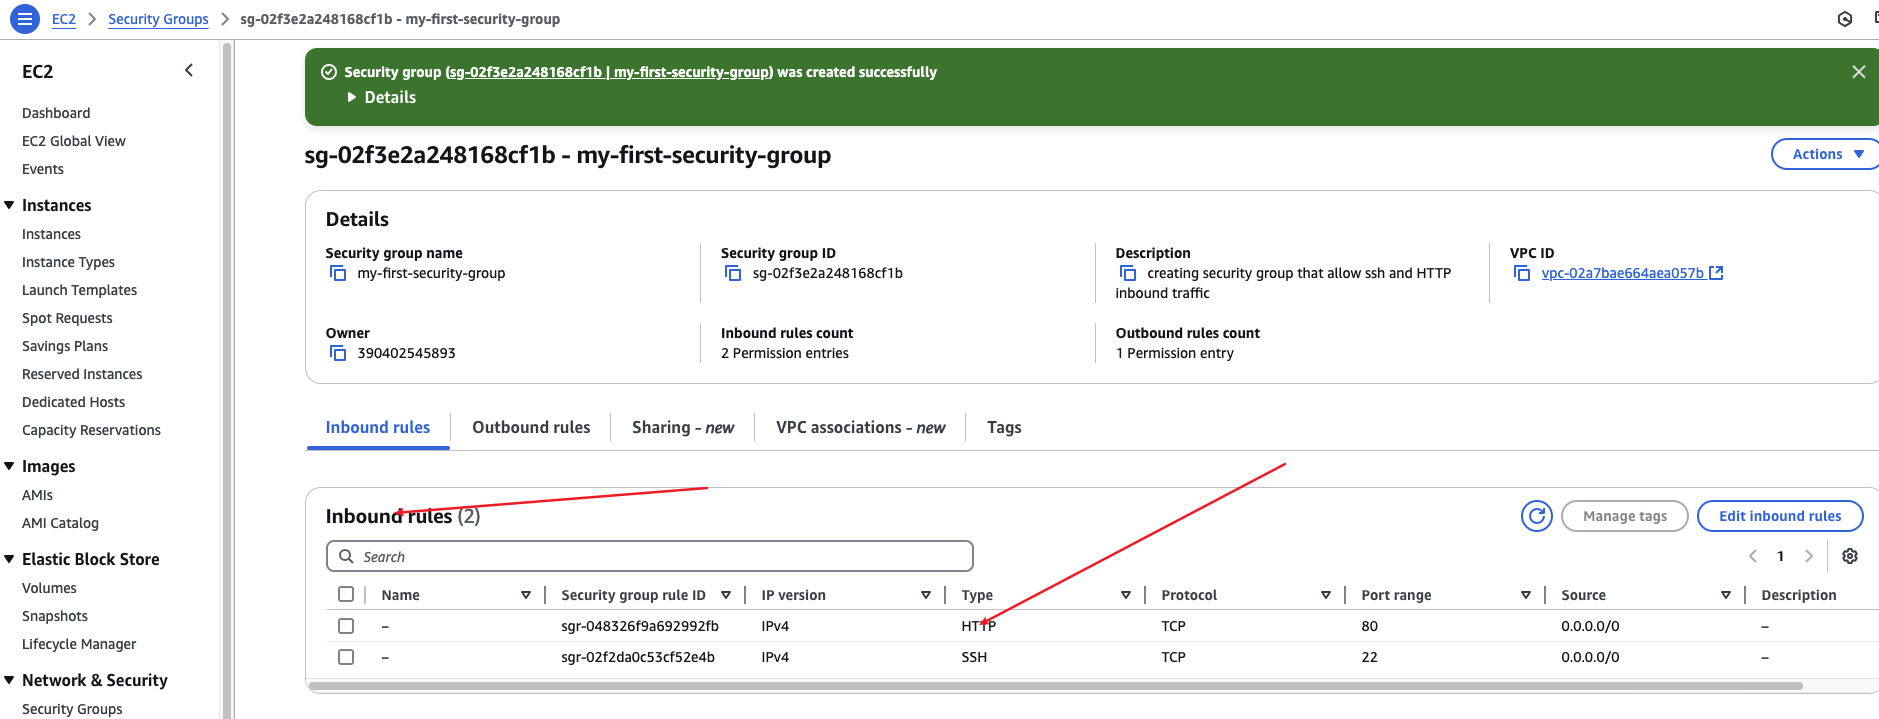 EC2 > Security Groups > sg-02f3e2a248168cf1b - my-first-security-group
EC2
Dashboard
EC2 Global View
Events
Instances
Instances
Instance Types
Launch Templates
Spot Requests
Savings Plans
Reserved Instances
Dedicated Hosts
Capacity Reservations
Images
AMIs
AMI Catalog
Elastic Block Store
Volumes
Snapshots
Lifecycle Manager
Network & Security
Security Groups
Security group (sg-02f3e2a248168cf1b | my-first-security-group) was created successfully
Details
sg-02f3e2a248168cf1b - my-first-security-group
Actions
Details
Security group name
my-first-security-group
Security group ID
sg-02f3e2a248168cf1b
Description
creating security group that allow ssh and HTTP
inbound traffic
VPC ID
vpc-02a7bae664aea057b
Owner
390402545893
Inbound rules count
2 Permission entries
Outbound rules count
1 Permission entry
Inbound rules Outbound rules Sharing - new VPC associations - new Tags
Inbound rules (2)
Manage tags Edit inbound rules
Search
1
Name Security group rule ID IP version Type Protocol Port range Source Description
– sgr-048326f9a692992fb IPv4 HTTP TCP 80 0.0.0.0/0 –
– sgr-02f2da0c53cf52e4b IPv4 SSH TCP 22 0.0.0.0/0 –